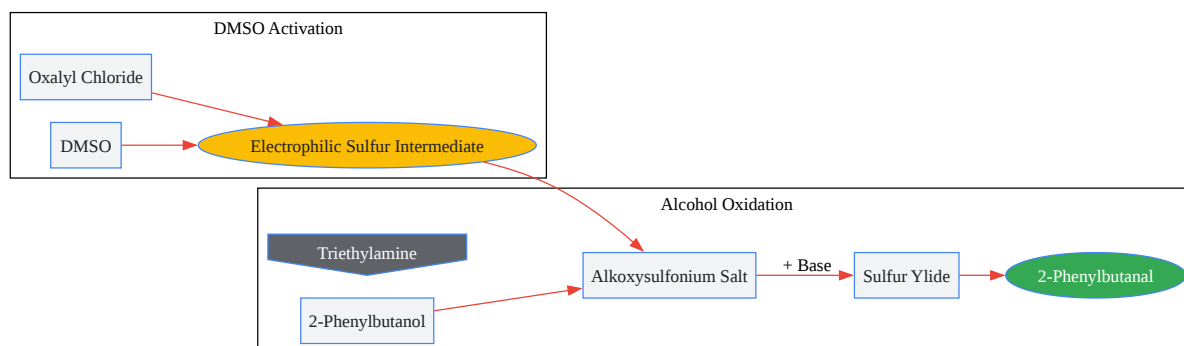 DMSO Activation
Oxalyl Chloride
DMSO
Electrophilic Sulfur Intermediate
Alcohol Oxidation
Triethylamine
2-Phenylbutanol
Alkoxysulfonium Salt
+ Base
Sulfur Ylide
2-Phenylbutanal